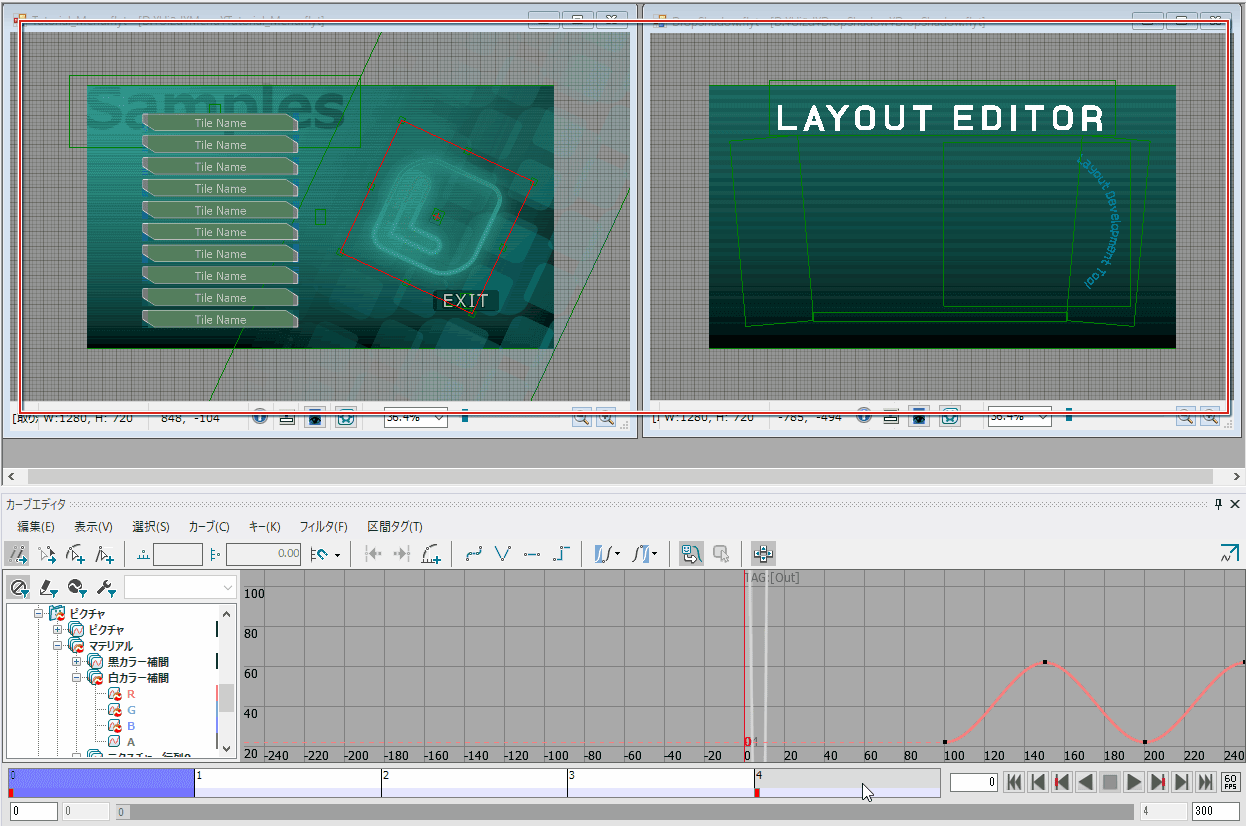 Samples
Tile Name
Tile Name
Tile Name
Tile Name
Tile Name
Tile Name
Tile Name
Tile Name
Tile Name
Tile Name
EXIT
LAYOUT EDITOR
Layout Development Tool
W:1280, H: 720 848, -104 36.4%
W:1280, H: 720 -785, -494 36.4%
カーブエディタ
編集(E) 表示(V) 選択(S) カーブ(C) キー(K) フィルタ(F) 区間タグ(T)
0.00
ピクチャ
ピクチャ
マテリアル
黒カラー補間
白カラー補間
R
G
B
A
TAG:[Out]
100
80
60
40
20
-240 -220 -200 -180 -160 -140 -120 -100 -80 -60 -40 -20 0 20 40 60 80 100 120 140 160 180 200 220 240
0 1 2 3 4 0 60 FPS
0 0 0 4 300